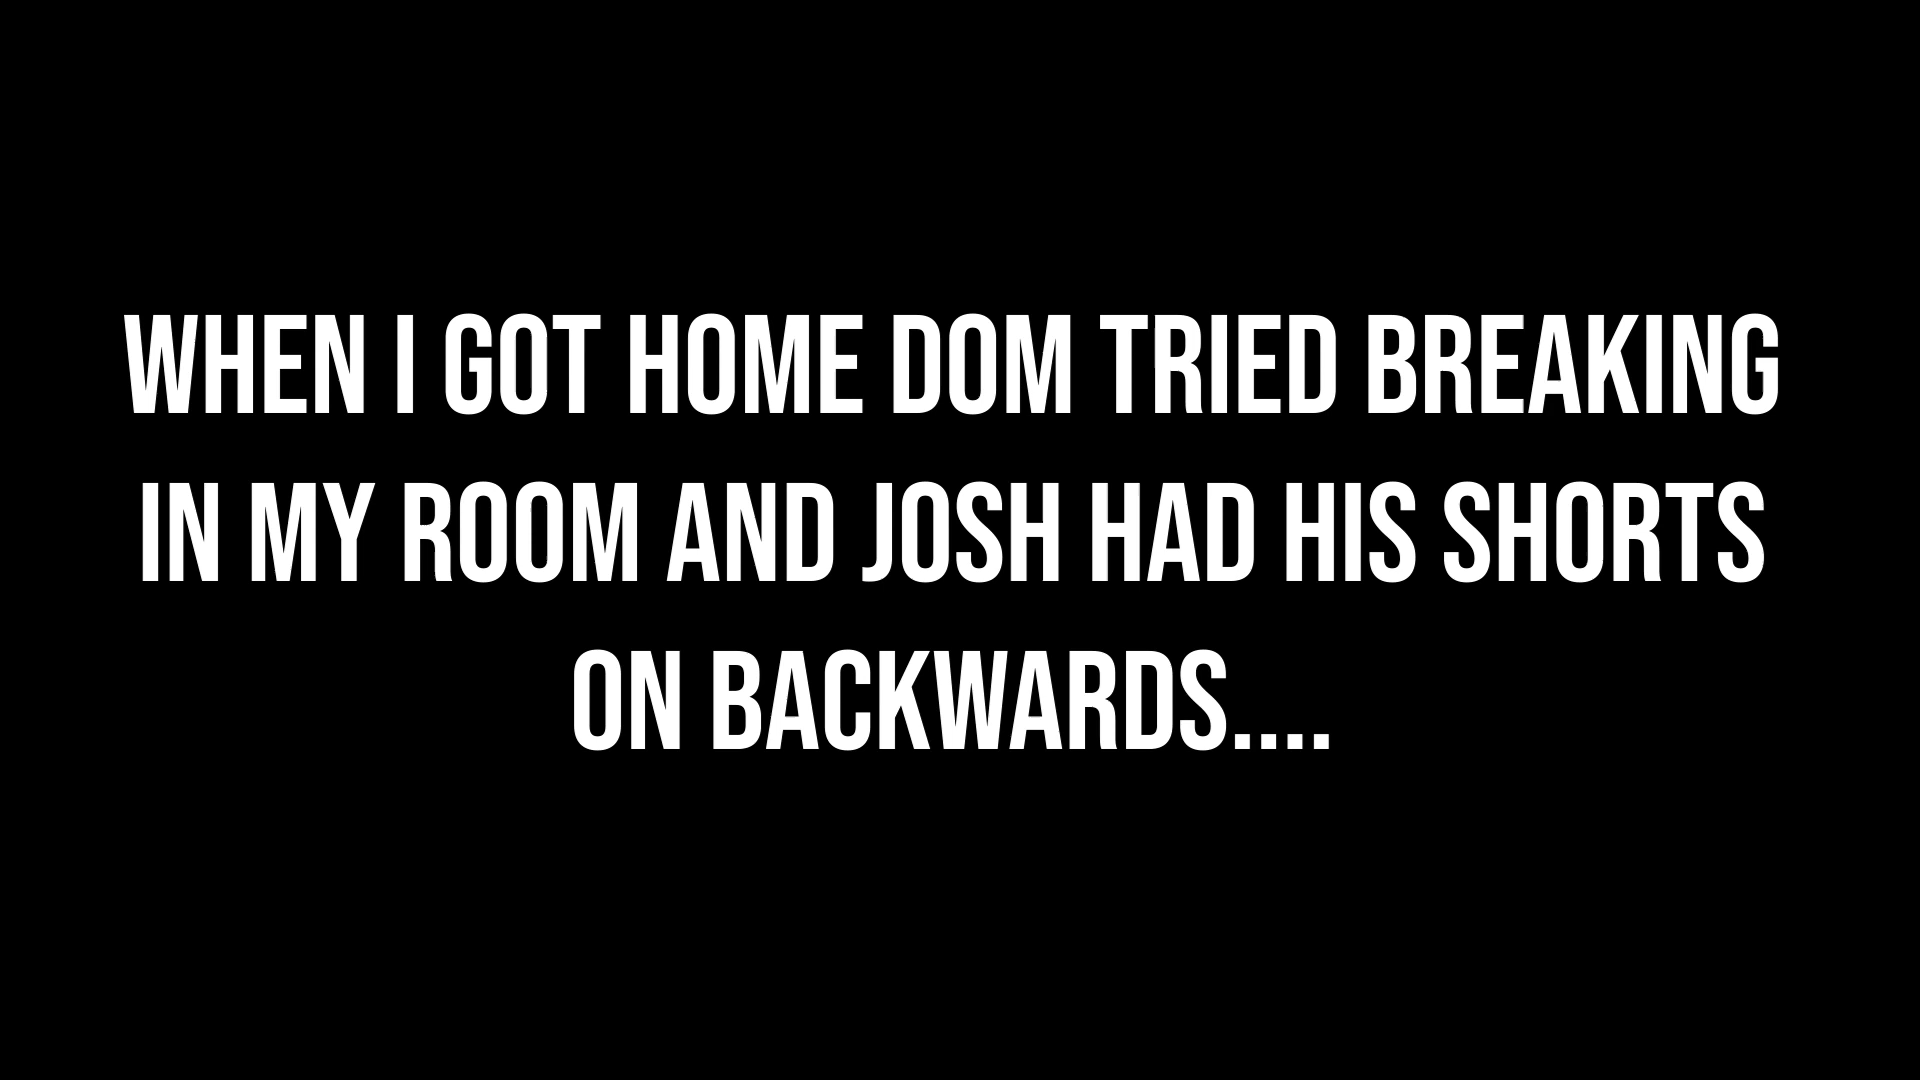 WHEN I GOT HOME DOM TRIED BREAKING
IN MY ROOM AND JOSH HAD HIS SHORTS
ON BACKWARDS....